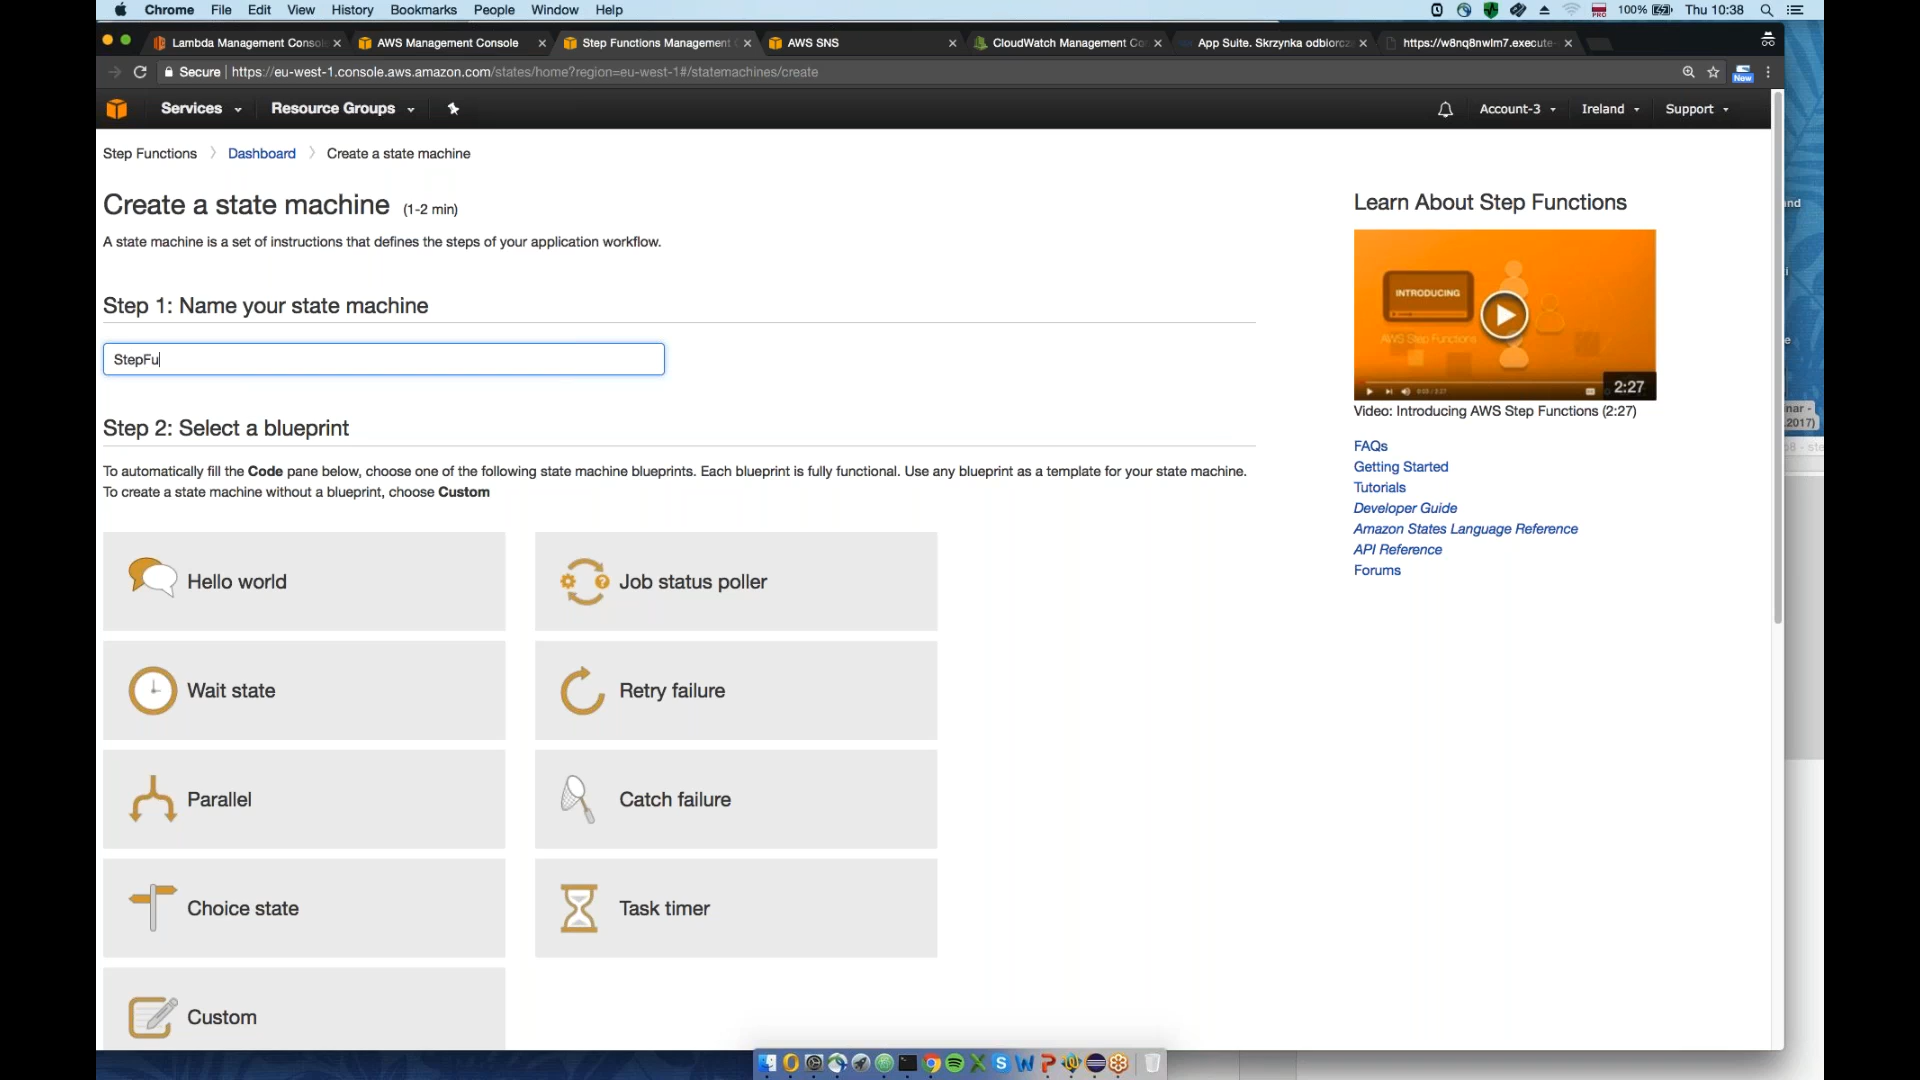 Chrome File Edit View History Bookmarks People Window Help 100% Thu 10:38
Lambda Management Console AWS Management Console Step Functions Management AWS SNS CloudWatch Management Co App Suite. Skrzynka odbiorcz https://w8nq8nwlm7.execute-
Secure https://eu-west-1.console.aws.amazon.com/states/home?region=eu-west-1#/statemachines/create
New
Services Resource Groups Account-3 Ireland Support
Step Functions Dashboard Create a state machine
Create a state machine (1-2 min)
A state machine is a set of instructions that defines the steps of your application workflow.
Step 1: Name your state machine
StepFu
Step 2: Select a blueprint
To automatically fill the Code pane below, choose one of the following state machine blueprints. Each blueprint is fully functional. Use any blueprint as a template for your state machine.
To create a state machine without a blueprint, choose Custom
Hello world
Job status poller
Wait state
Retry failure
Parallel
Catch failure
Choice state
Task timer
Custom
Learn About Step Functions
INTRODUCING
AWS Step Functions
2:27
Video: Introducing AWS Step Functions (2:27)
FAQs
Getting Started
Tutorials
Developer Guide
Amazon States Language Reference
API Reference
Forums
nar -
2017)